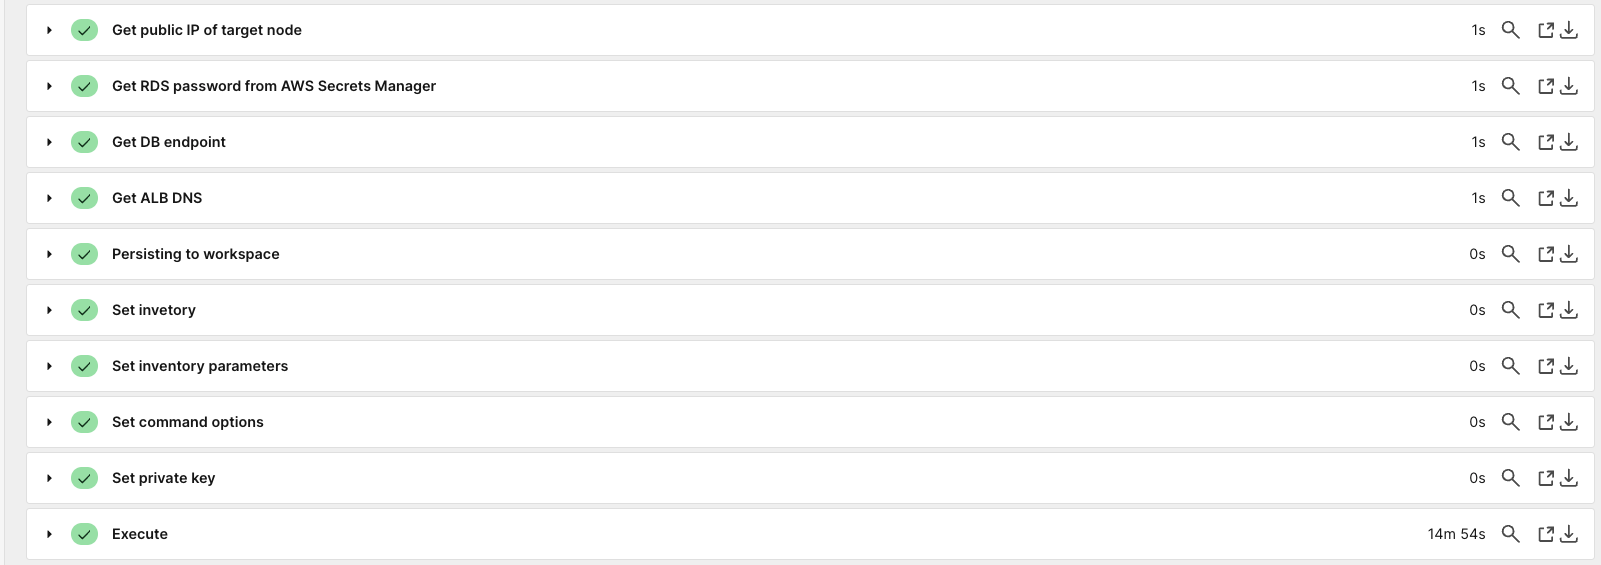 Get public IP of target node 1s
Get RDS password from AWS Secrets Manager 1s
Get DB endpoint 1s
Get ALB DNS 1s
Persisting to workspace 0s
Set invetory 0s
Set inventory parameters 0s
Set command options 0s
Set private key 0s
Execute 14m 54s